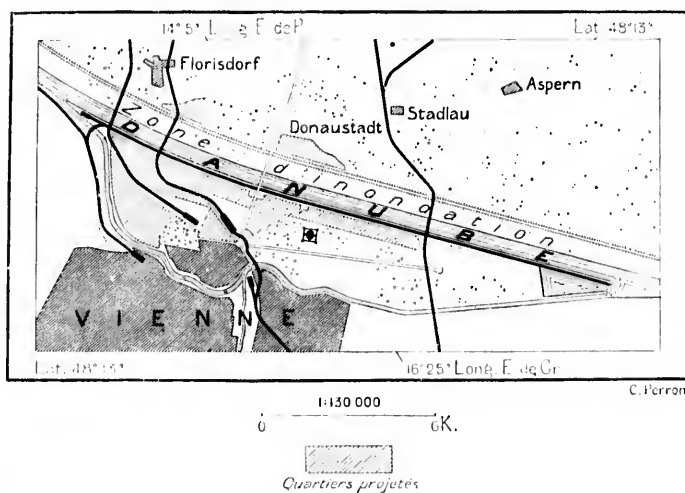 14° 5' Long. E. de P. Lat. 48° 13'
Florisdorf
Aspern
Stadlau
Donaustadt
Zone d'inondation
DANUBE
VIENNE
Lat. 48° 13' 16° 25' Long. E. de Gr.
C. Perron
1:130 000
0 6K.
Quartiers projetés